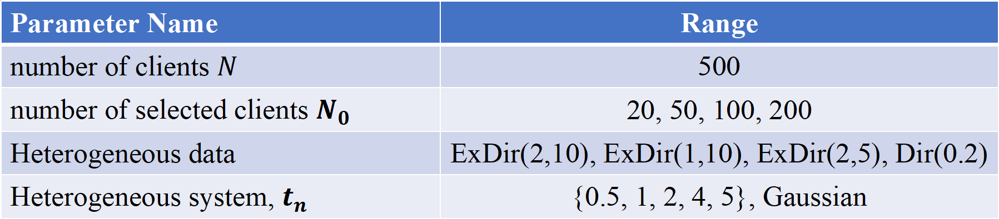 Parameter Name Range
number of clients N 500
number of selected clients N₀ 20, 50, 100, 200
Heterogeneous data ExDir(2,10), ExDir(1,10), ExDir(2,5), Dir(0.2)
Heterogeneous system, tₙ {0.5, 1, 2, 4, 5}, Gaussian